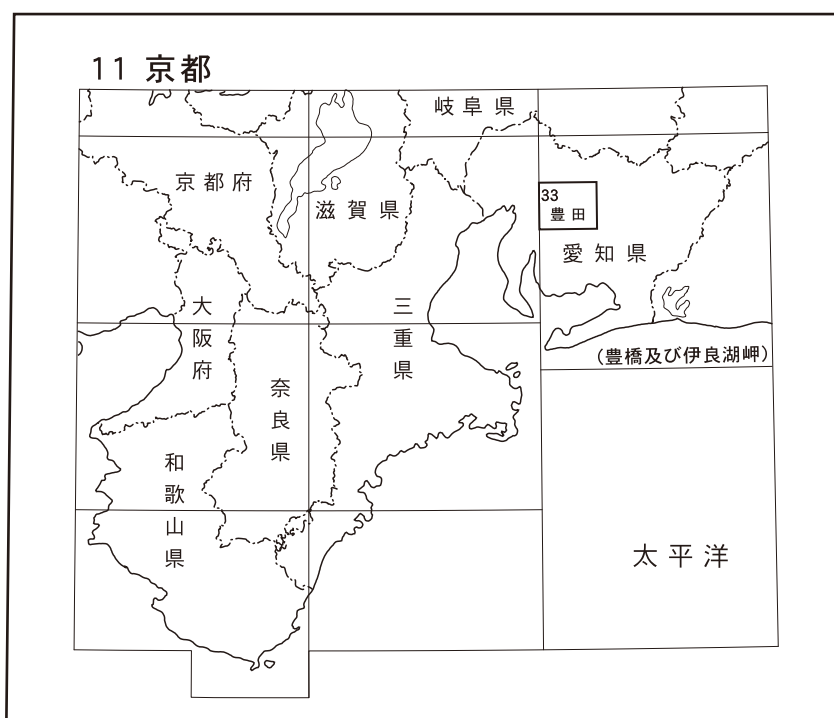 11 京都
岐阜県
京都府
滋賀県
33
豊田
愛知県
大阪府
三重県
(豊橋及び伊良湖岬)
奈良県
和歌山県
太平洋